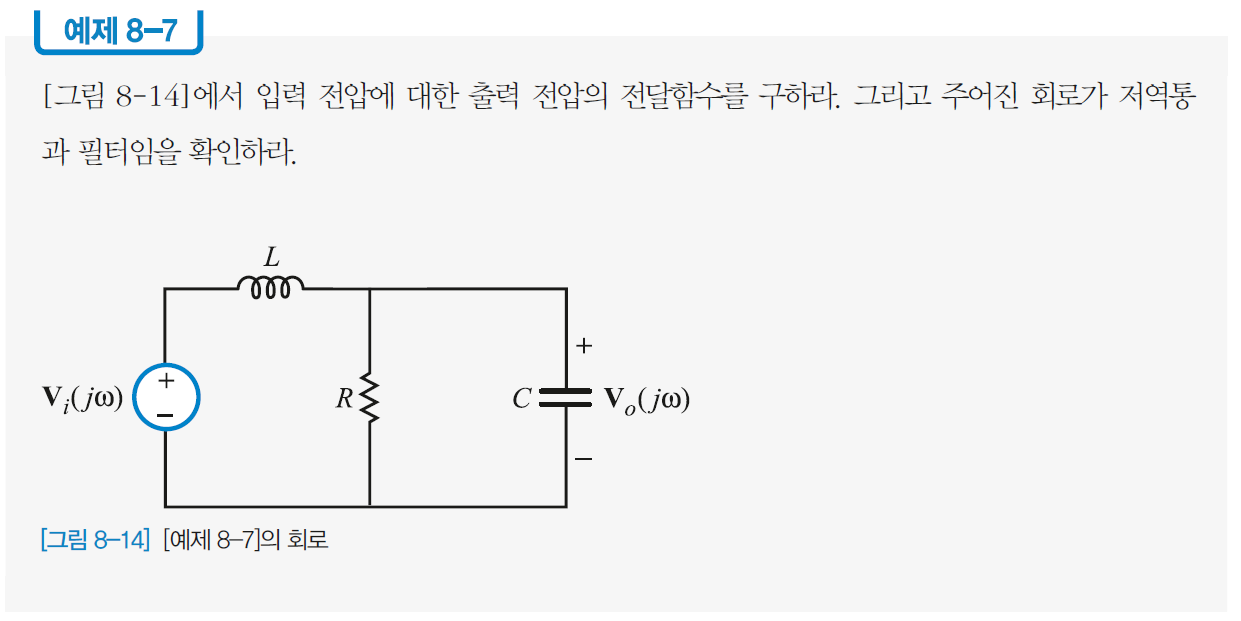 예제 8-7
[그림 8-14]에서 입력 전압에 대한 출력 전압의 전달함수를 구하라. 그리고 주어진 회로가 저역통
과 필터임을 확인하라.
L
+
V_i(jω)
+
−
R
C
V_o(jω)
−
[그림 8-14] [예제 8-7]의 회로